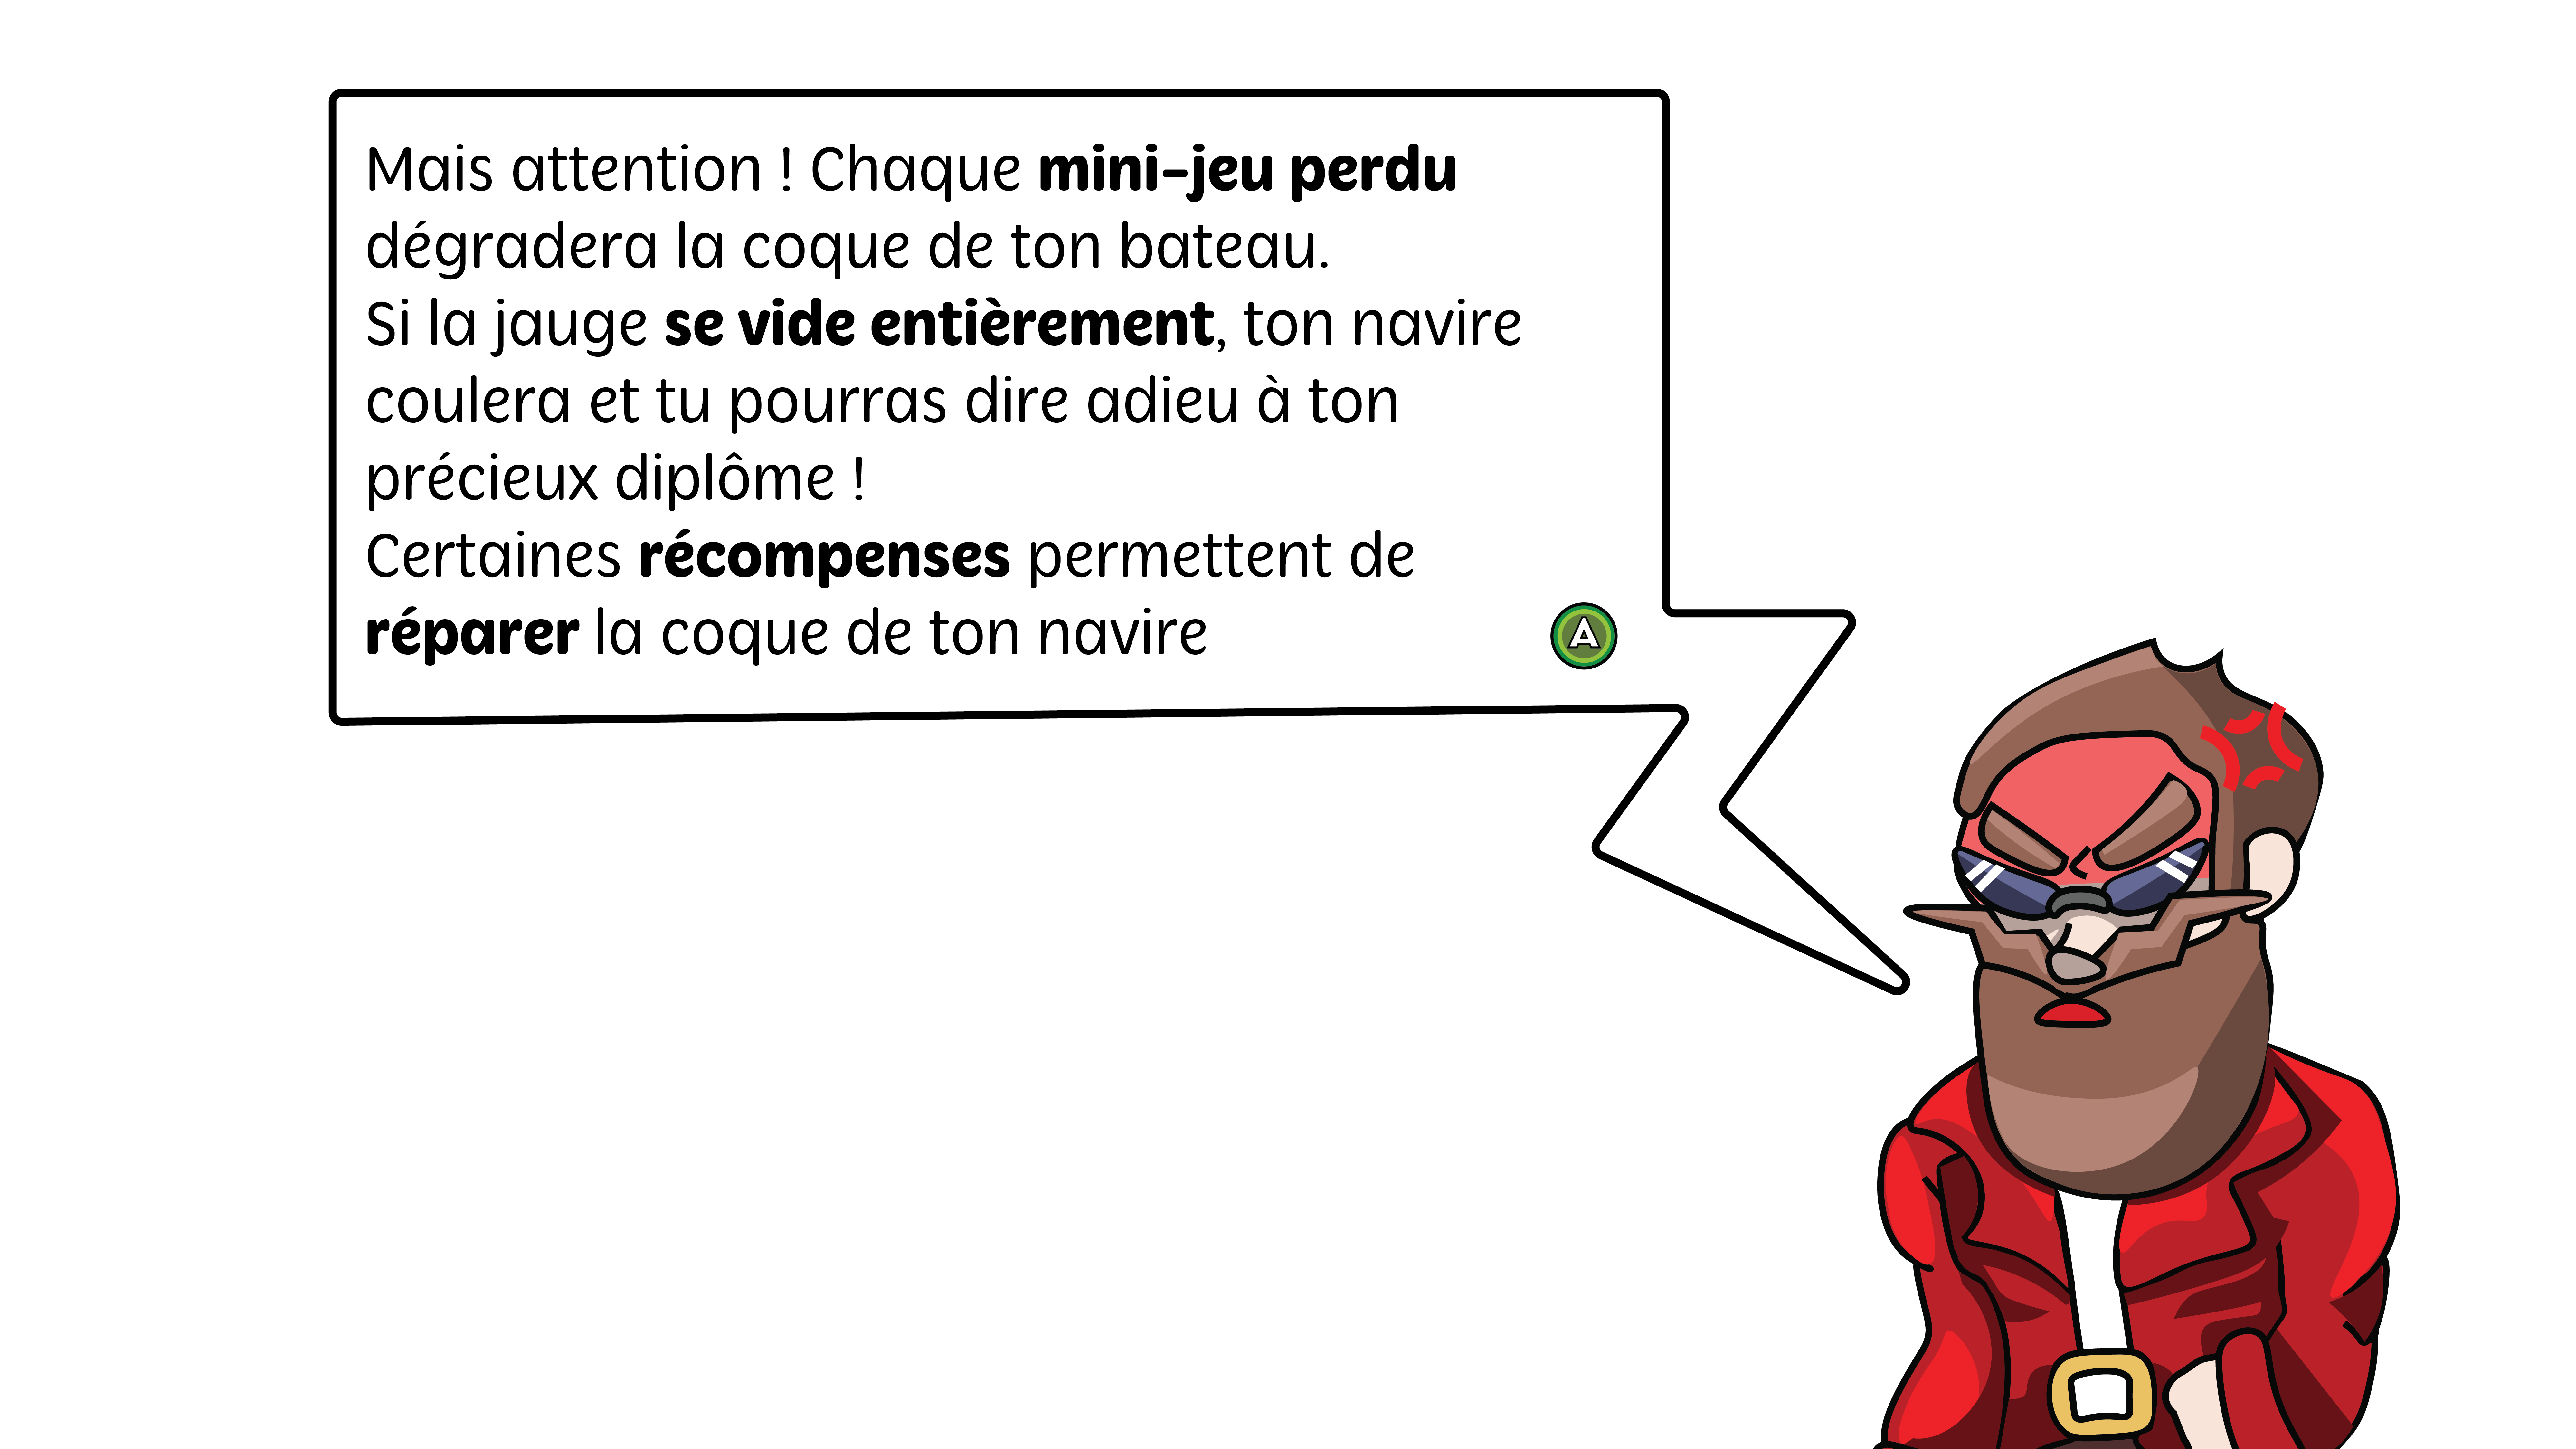 Mais attention ! Chaque mini-jeu perdu
dégradera la coque de ton bateau.
Si la jauge se vide entièrement, ton navire
coulera et tu pourras dire adieu à ton
précieux diplôme !
Certaines récompenses permettent de
réparer la coque de ton navire
A